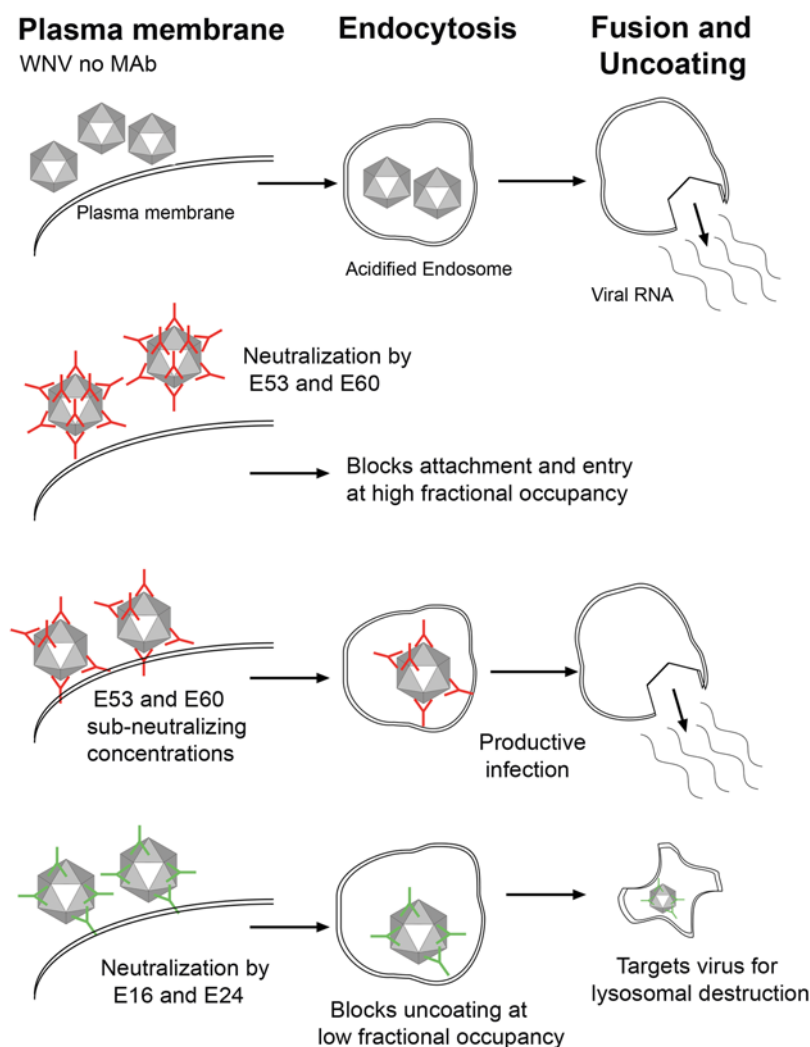 Plasma membrane
Endocytosis
Fusion and
Uncoating
WNV no MAb
Plasma membrane
Acidified Endosome
Viral RNA
Neutralization by
E53 and E60
Blocks attachment and entry
at high fractional occupancy
E53 and E60
sub-neutralizing
concentrations
Productive
infection
Neutralization by
E16 and E24
Blocks uncoating at
low fractional occupancy
Targets virus for
lysosomal destruction